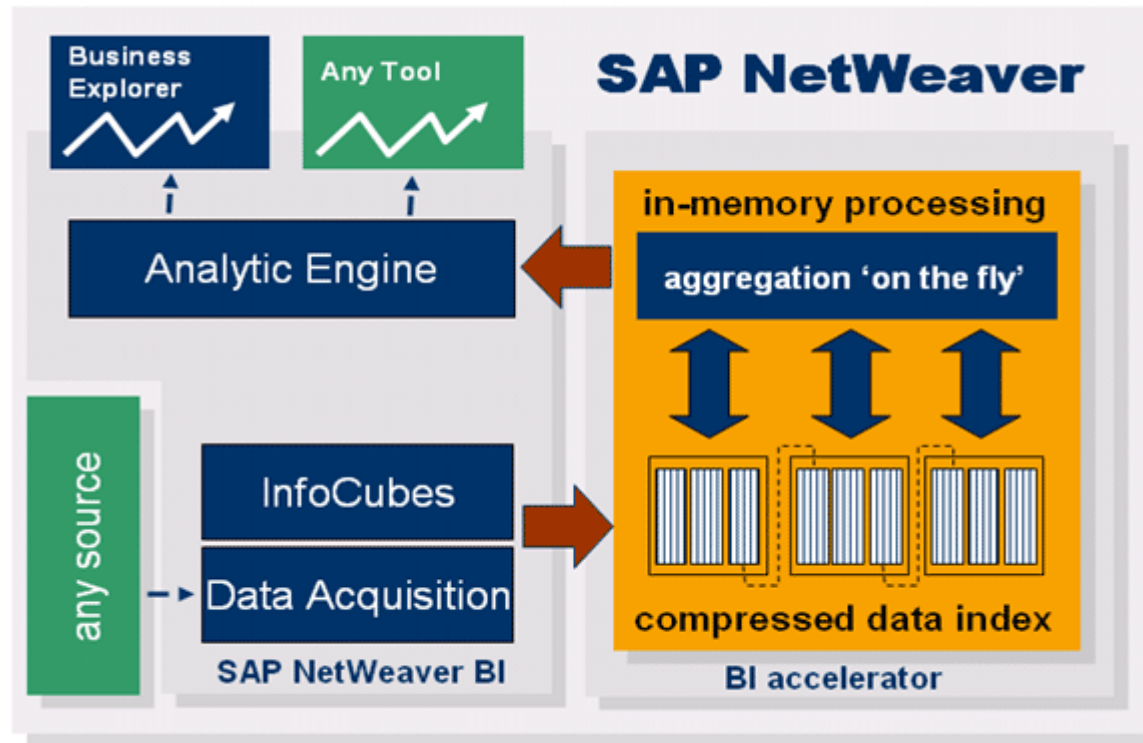 SAP NetWeaver
Business
Explorer
Any Tool
Analytic Engine
any source
InfoCubes
Data Acquisition
SAP NetWeaver BI
in-memory processing
aggregation ‘on the fly’
compressed data index
BI accelerator